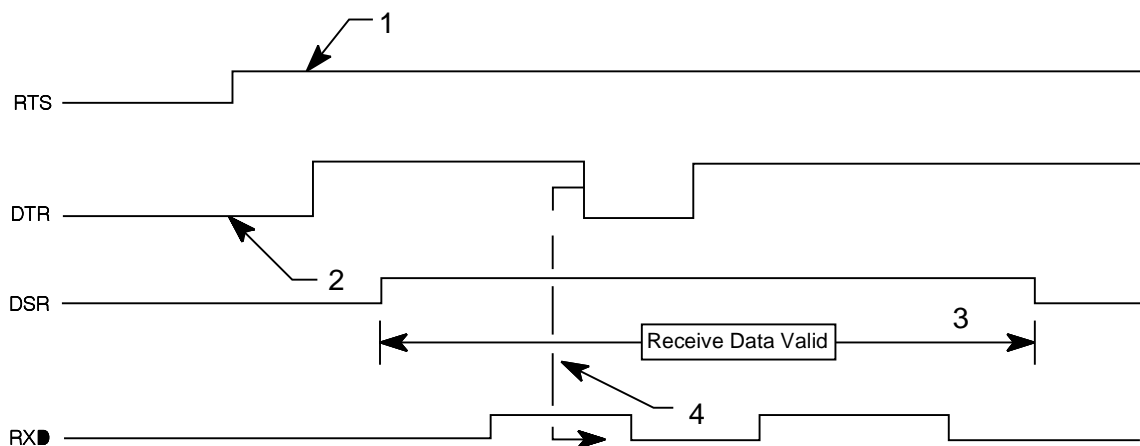 1
RTS
DTR
2
DSR
3
Receive Data Valid
4
RXD